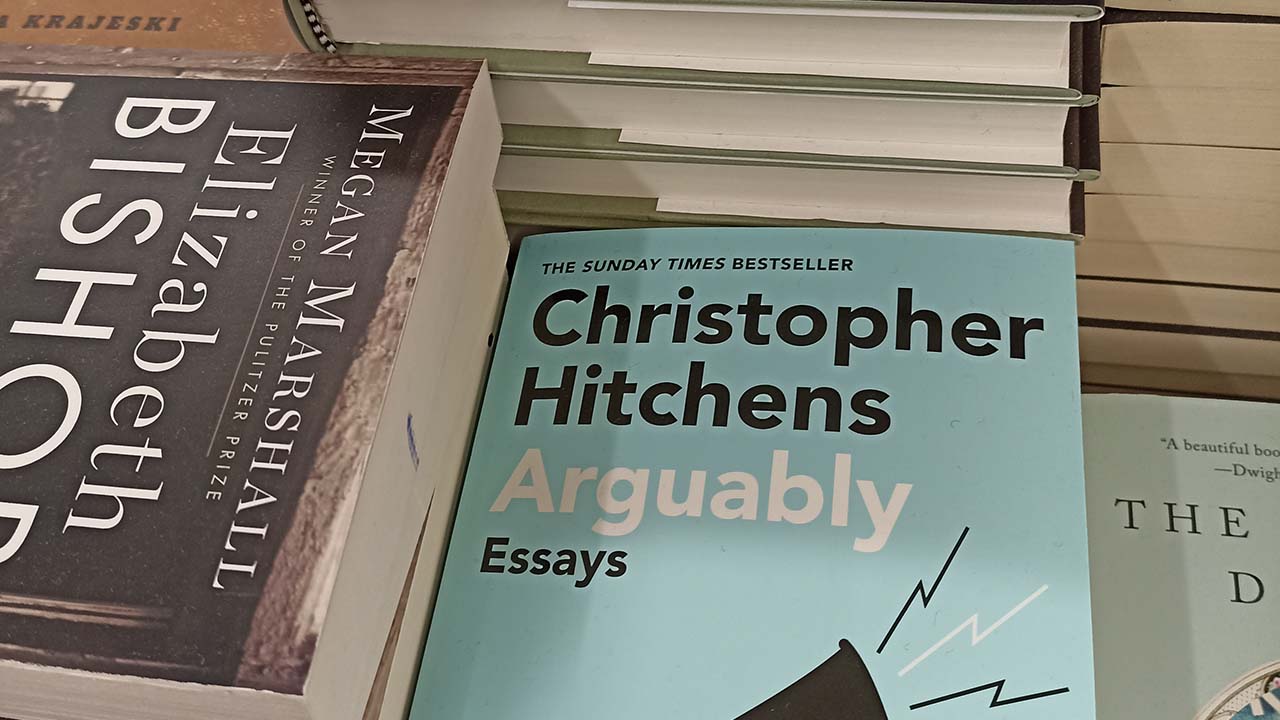 A KRAJESKI
MEGAN MARSHALL
WINNER OF THE PULITZER PRIZE
Elizabeth
BISHOP
THE SUNDAY TIMES BESTSELLER
Christopher
Hitchens
Arguably
Essays
"A beautiful boo
—Dwigh
THE
D